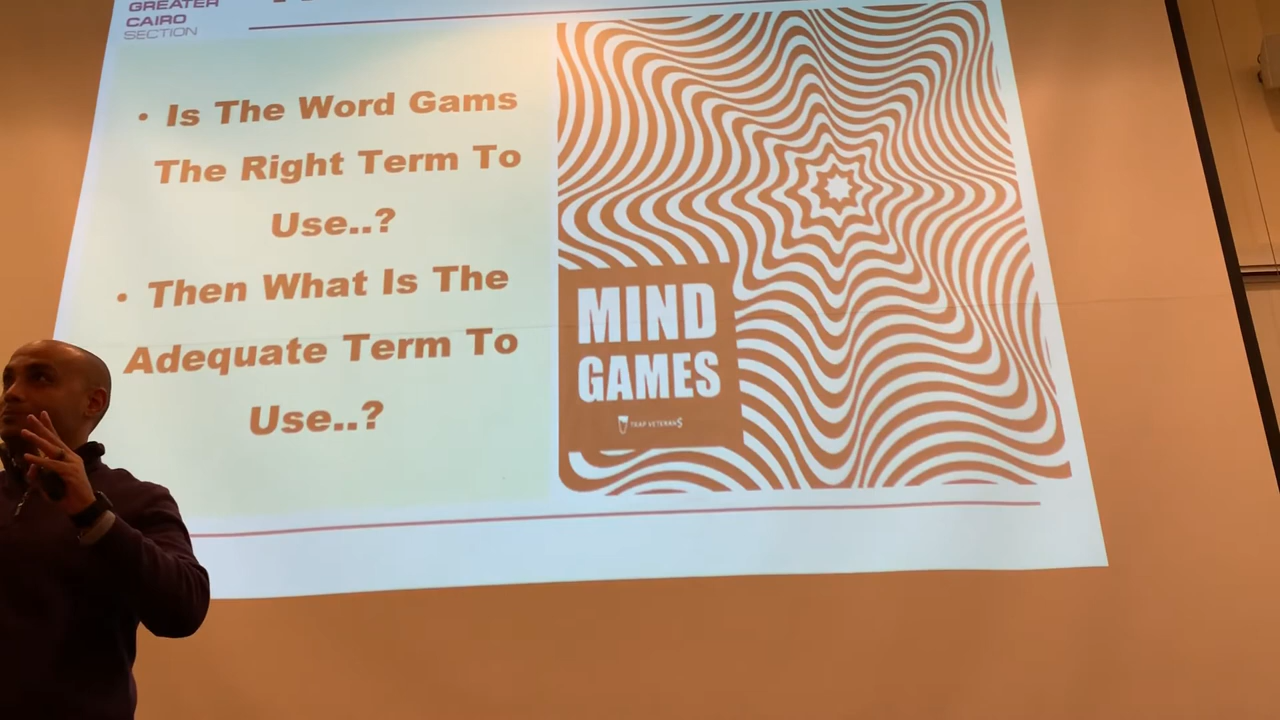 GREATER
CAIRO
SECTION
• Is The Word Gams
The Right Term To
Use..?
• Then What Is The
Adequate Term To
Use..?
MIND
GAMES